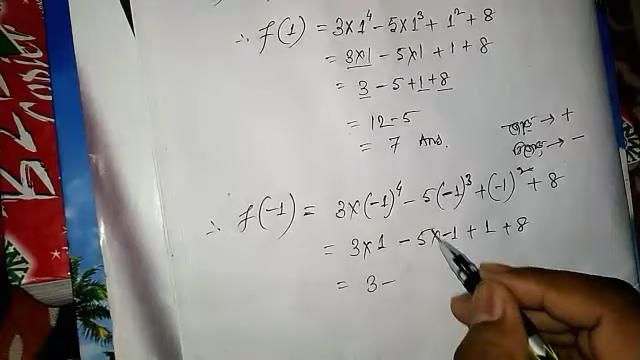 ∴ f(1) = 3×1⁴ - 5×1³ + 1² + 8
= 3×1 - 5×1 + 1 + 8
= 3 - 5 + 1 + 8
= 12 - 5
= 7 Ans.
→ +
→ -
∴ f(-1) = 3×(-1)⁴ - 5(-1)³ + (-1)² + 8
= 3×1 - 5×-1 + 1 + 8
= 3 -